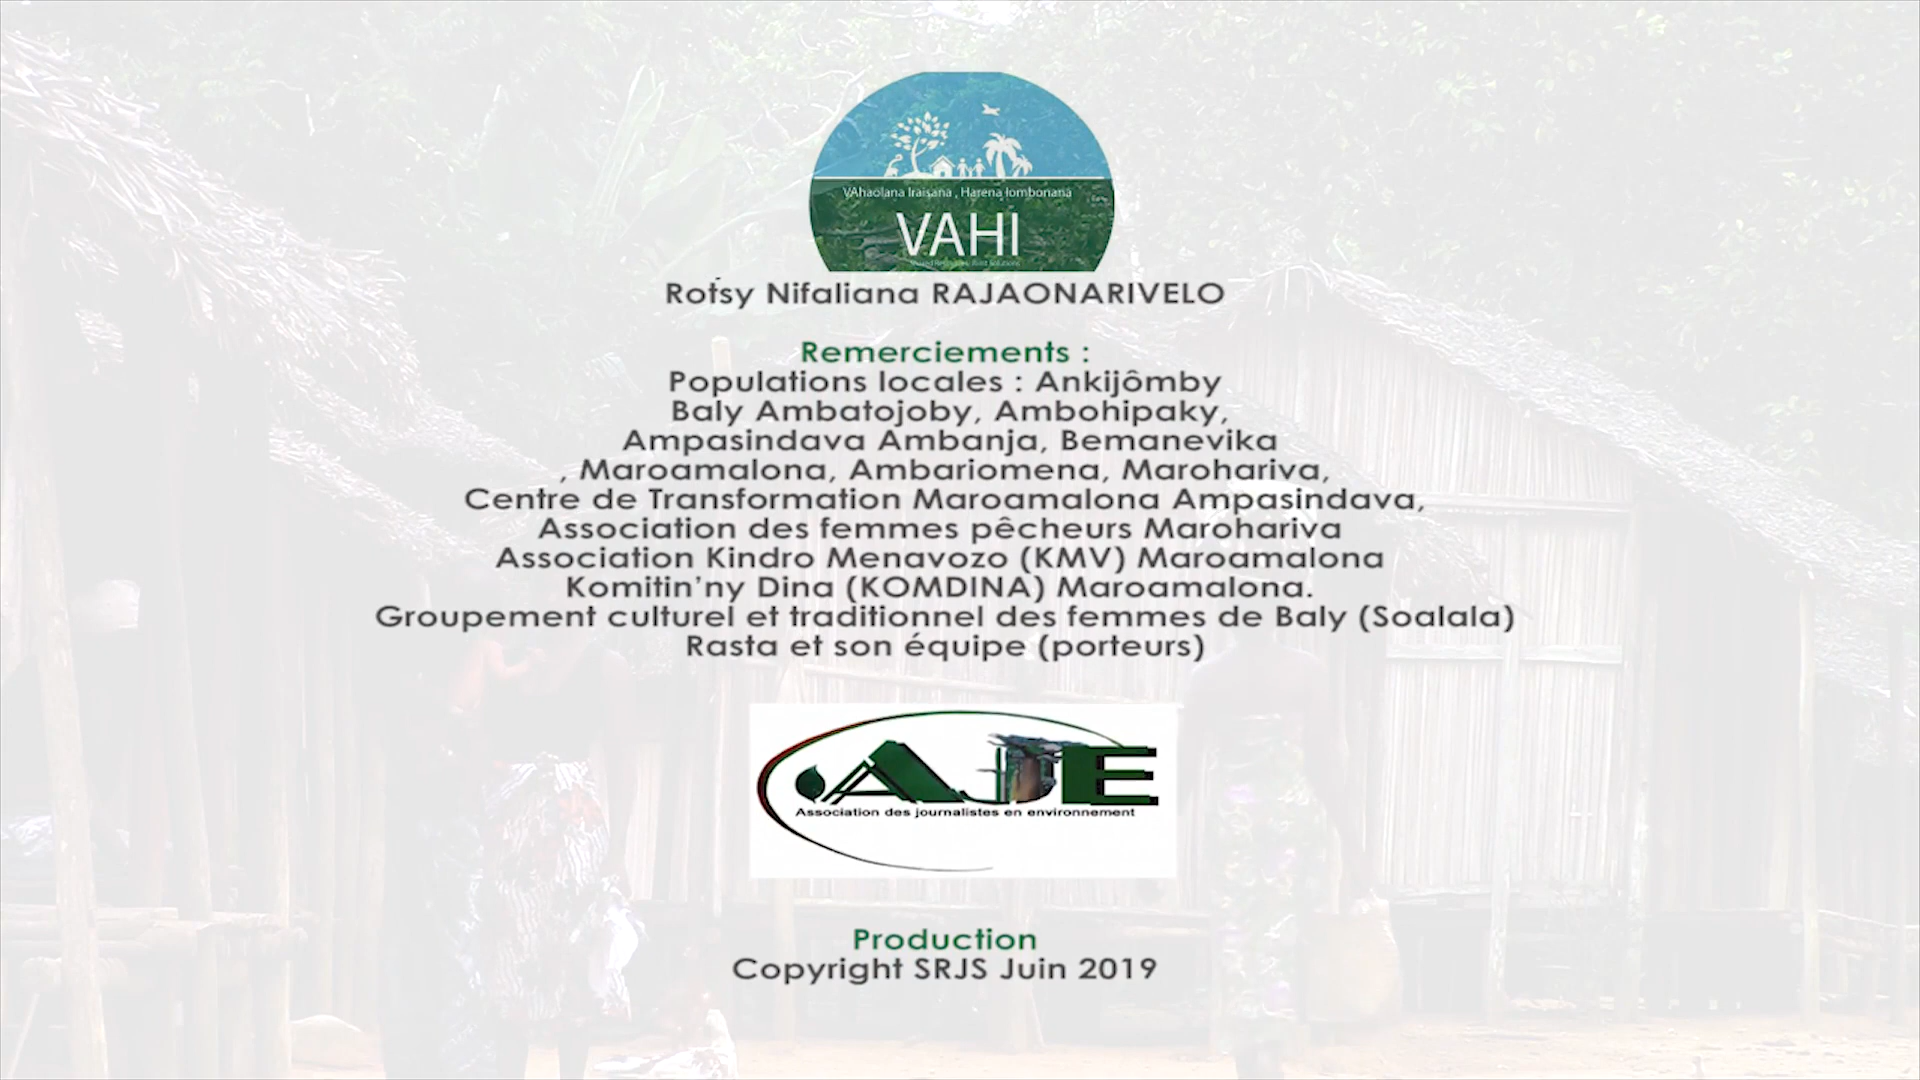 VAhaolana Iraisana , Harena Iombonana
VAHI
Rotsy Nifaliana RAJAONARIVELO
Remerciements :
Populations locales : Ankijômby
Baly Ambatojoby, Ambohipaky,
Ampasindava Ambanja, Bemanevika
, Maroamalona, Ambariomena, Marohariva,
Centre de Transformation Maroamalona Ampasindava,
Association des femmes pêcheurs Marohariva
Association Kindro Menavozo (KMV) Maroamalona
Komitin'ny Dina (KOMDINA) Maroamalona.
Groupement culturel et traditionnel des femmes de Baly (Soalala)
Rasta et son équipe (porteurs)
AJE
Association des journalistes en environnement
Production
Copyright SRJS Juin 2019